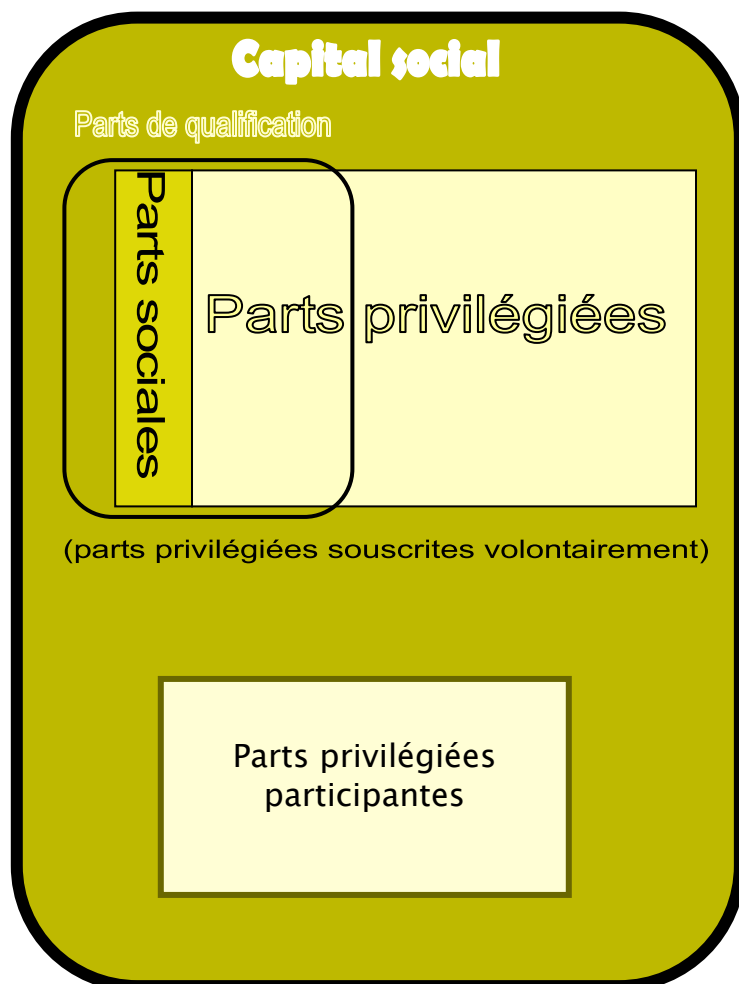 Capital social
Parts de qualification
Parts sociales
Parts privilégiées
(parts privilégiées souscrites volontairement)
Parts privilégiées
participantes